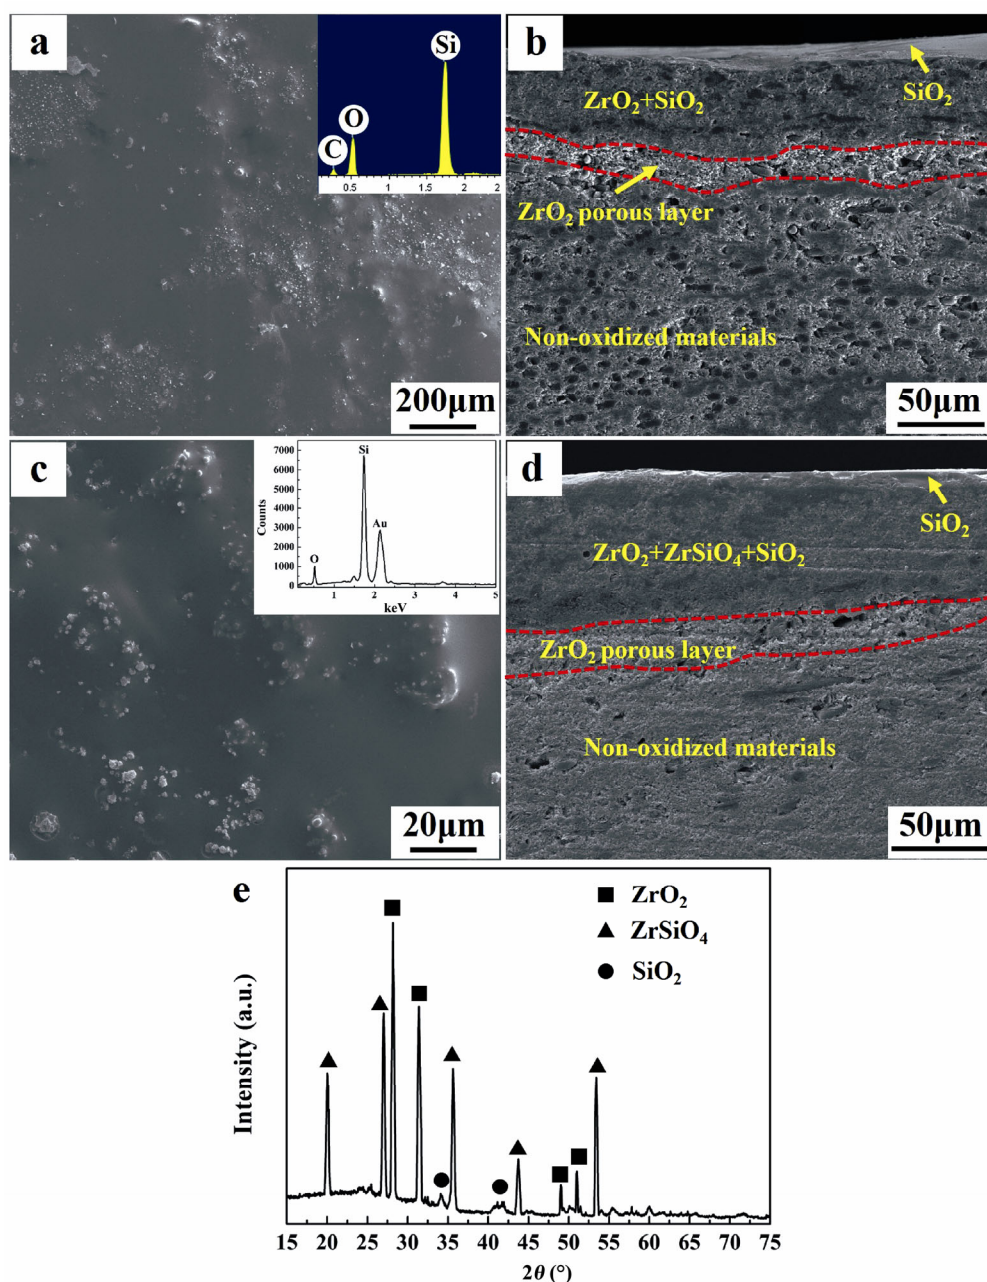 a
Si
O
C
0.5 1 1.5 2 2
200μm
b
SiO₂
ZrO₂+SiO₂
ZrO₂ porous layer
Non-oxidized materials
50μm
c
7000
6000
5000
4000
3000
2000
1000
0
Counts
Si
Au
O
1 2 3 4 5
keV
20μm
d
SiO₂
ZrO₂+ZrSiO₄+SiO₂
ZrO₂ porous layer
Non-oxidized materials
50μm
e
■ ZrO₂
▲ ZrSiO₄
● SiO₂
Intensity (a.u.)
15 20 25 30 35 40 45 50 55 60 65 70 75
2θ (°)